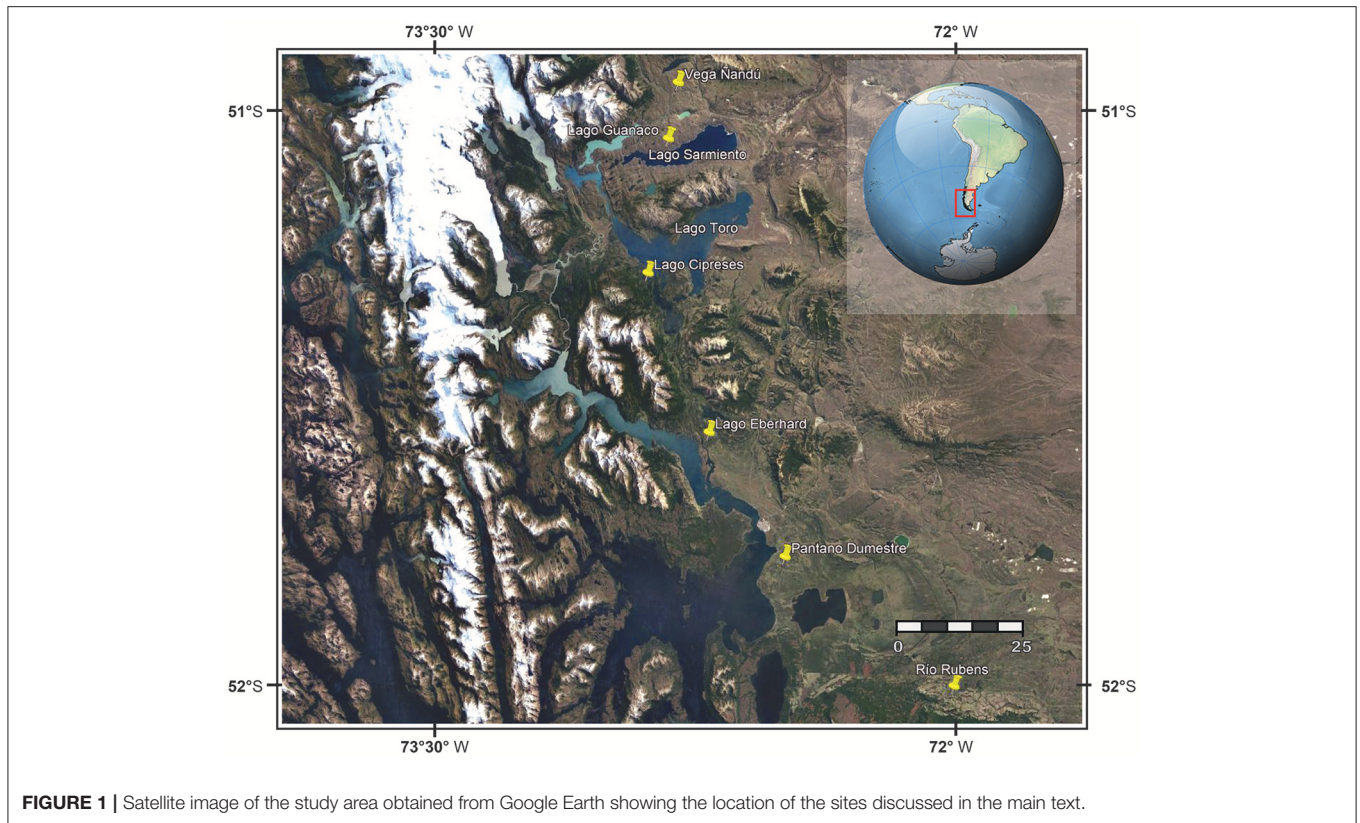 73°30° W
72° W
51°S
51°S
Vega Ñandú
Lago Guanaco
Lago Sarmiento
Lago Toro
Lago Cipreses
Lago Eberhard
Pantano Dumestre
0
25
Río Rubens
52°S
52°S
73°30° W
72° W
FIGURE 1 | Satellite image of the study area obtained from Google Earth showing the location of the sites discussed in the main text.